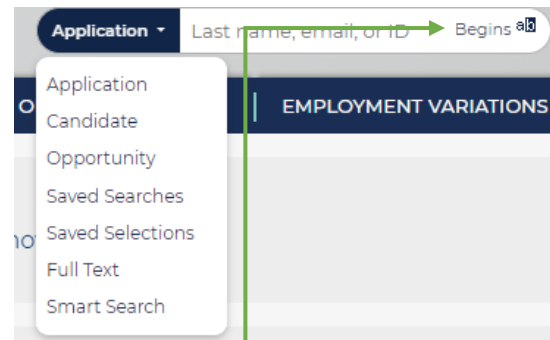 Application Last name, email, or ID Begins ab
Application
O EMPLOYMENT VARIATIONS
Candidate
Opportunity
Saved Searches
Saved Selections
Full Text
Smart Search